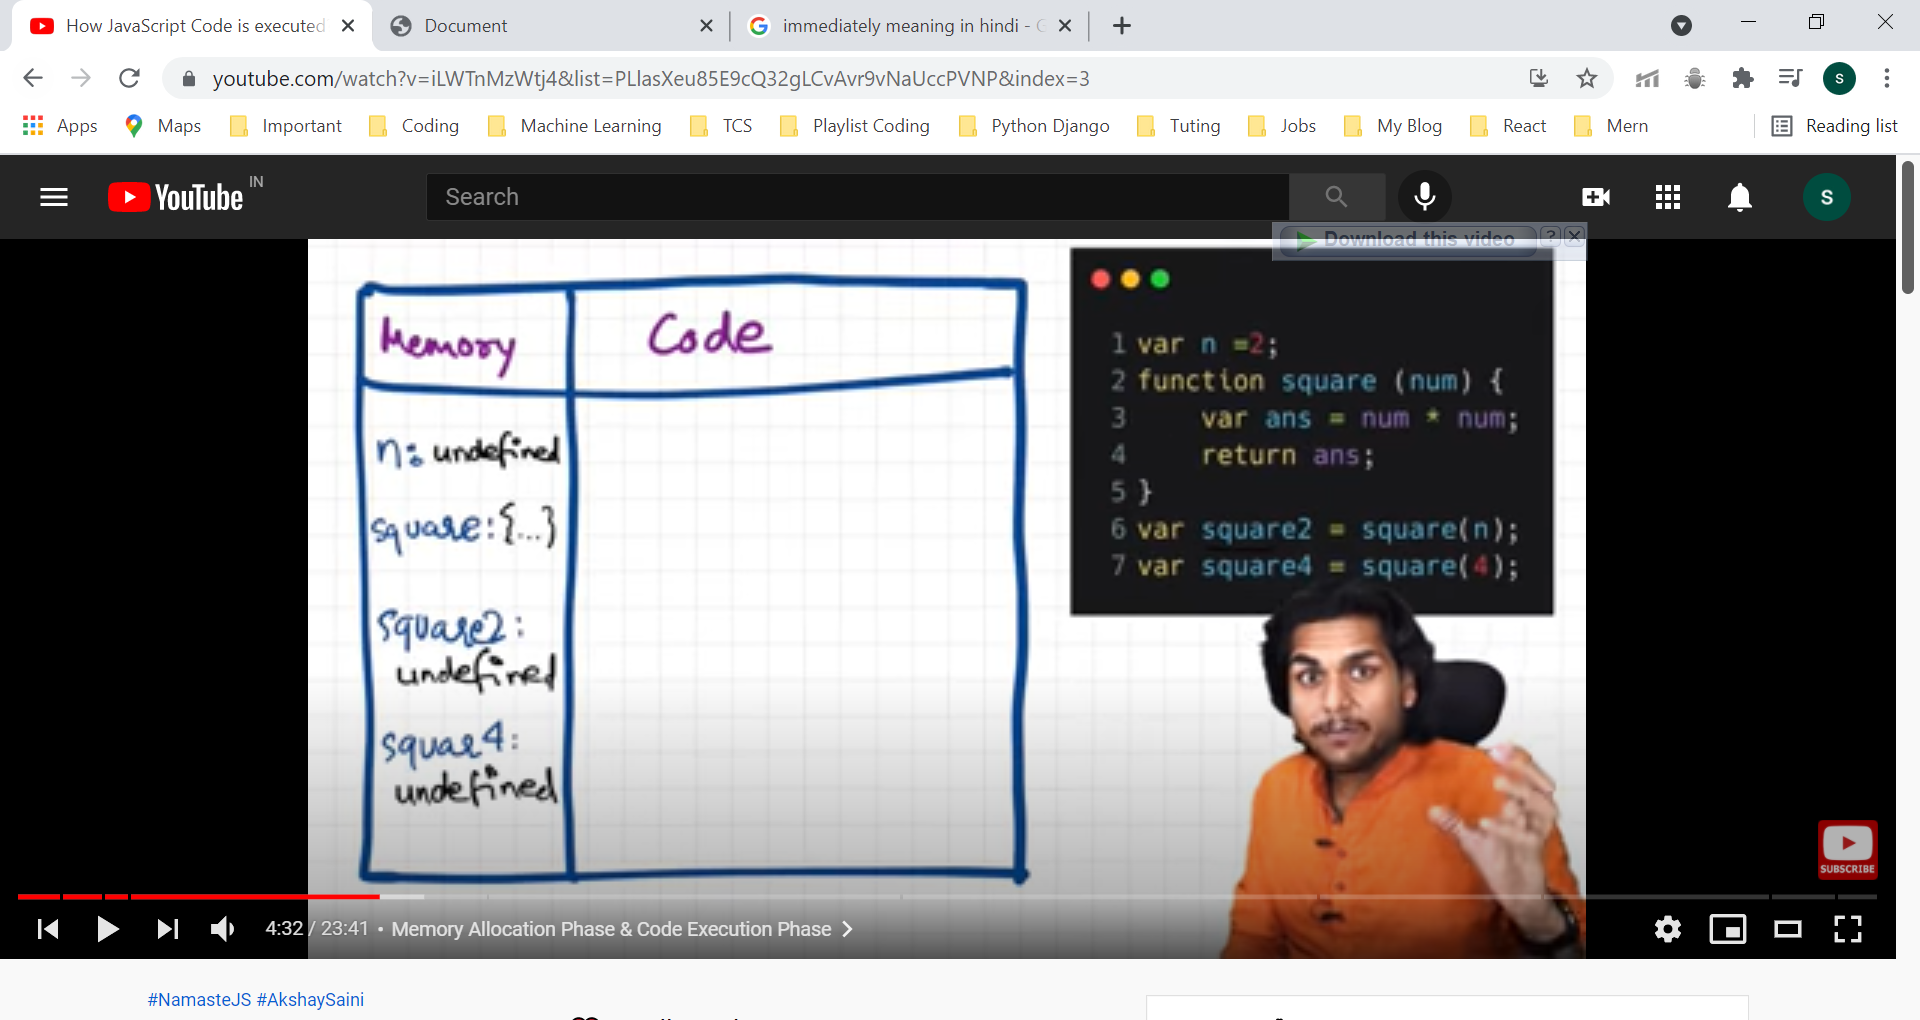 How JavaScript Code is executed
Document
immediately meaning in hindi - G
youtube.com/watch?v=iLWTnMzWtj4&list=PLlasXeu85E9cQ32gLCvAvr9vNaUccPVNP&index=3
S
Apps
Maps
Important
Coding
Machine Learning
TCS
Playlist Coding
Python Django
Tuting
Jobs
My Blog
React
Mern
Reading list
YouTube IN
Search
S
Download this video ?
Memory
Code
n: undefined
square:{...}
square2:
undefined
squar4:
undefined
1 var n =2;
2 function square (num) {
3 var ans = num * num;
4 return ans;
5 }
6 var square2 = square(n);
7 var square4 = square(4);
SUBSCRIBE
4:32 / 23:41 • Memory Allocation Phase & Code Execution Phase
#NamasteJS #AkshaySaini